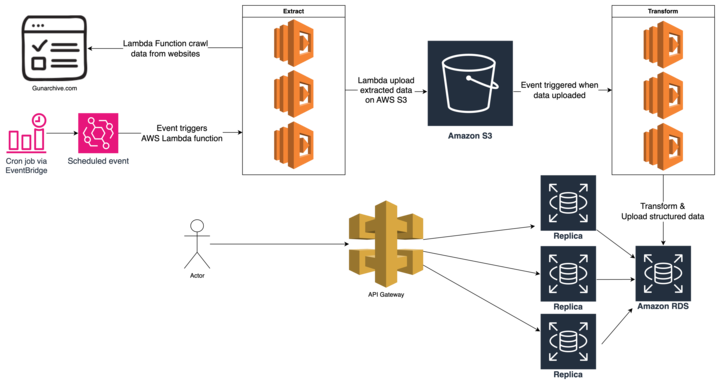 Extract
Transform
Lambda Function crawl
data from websites
Gunarchive.com
Lambda upload
extracted data
on AWS S3
Event triggered when
data uploaded
Amazon S3
Event triggers
AWS Lambda function
Cron job via
EventBridge
Scheduled event
Transform &
Upload structured data
Replica
Actor
API Gateway
Replica
Amazon RDS
Replica